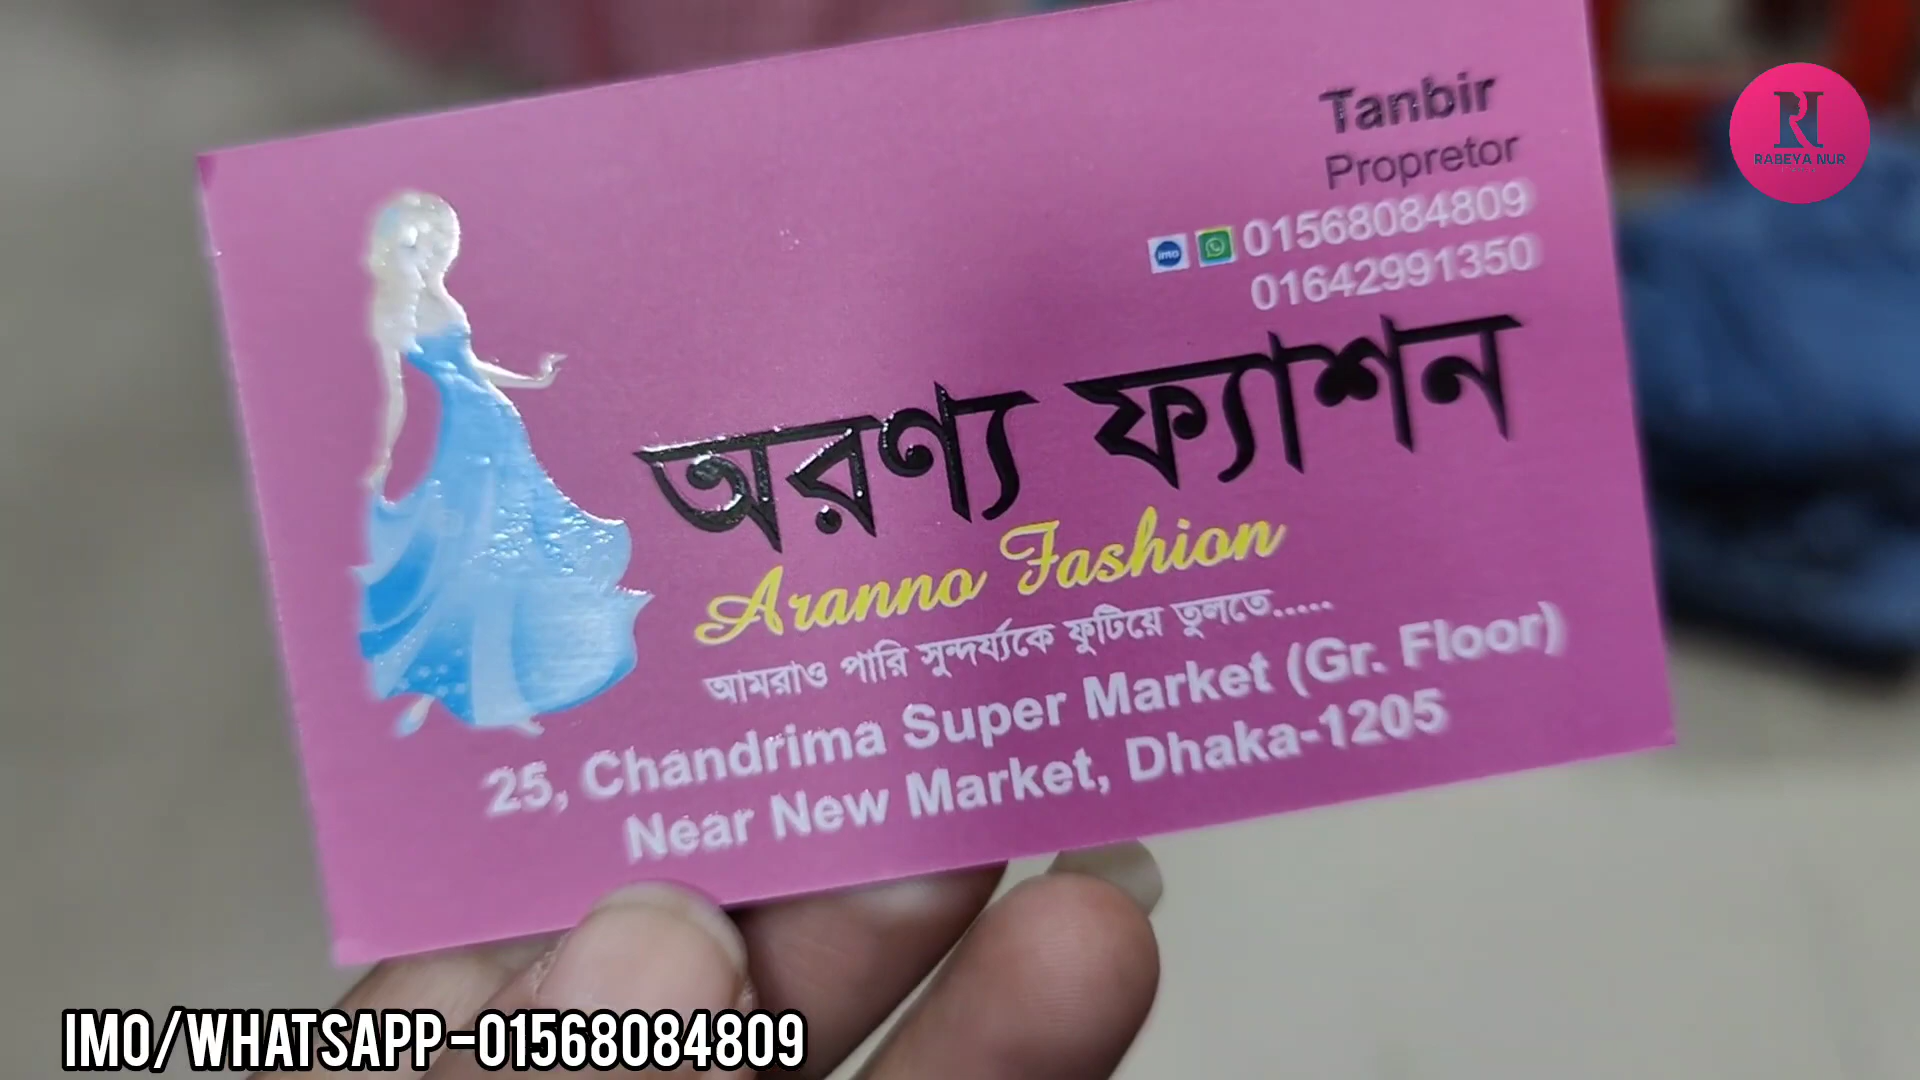 RABEYA NUR
Tanbir
Propretor
imo 01568084809
01642991350
অরণ্য ফ্যাশন
Aranno Fashion
আমরাও পারি সুন্দর্য্যকে ফুটিয়ে তুলতে.....
25, Chandrima Super Market (Gr. Floor)
Near New Market, Dhaka-1205
IMO/WHATSAPP-01568084809